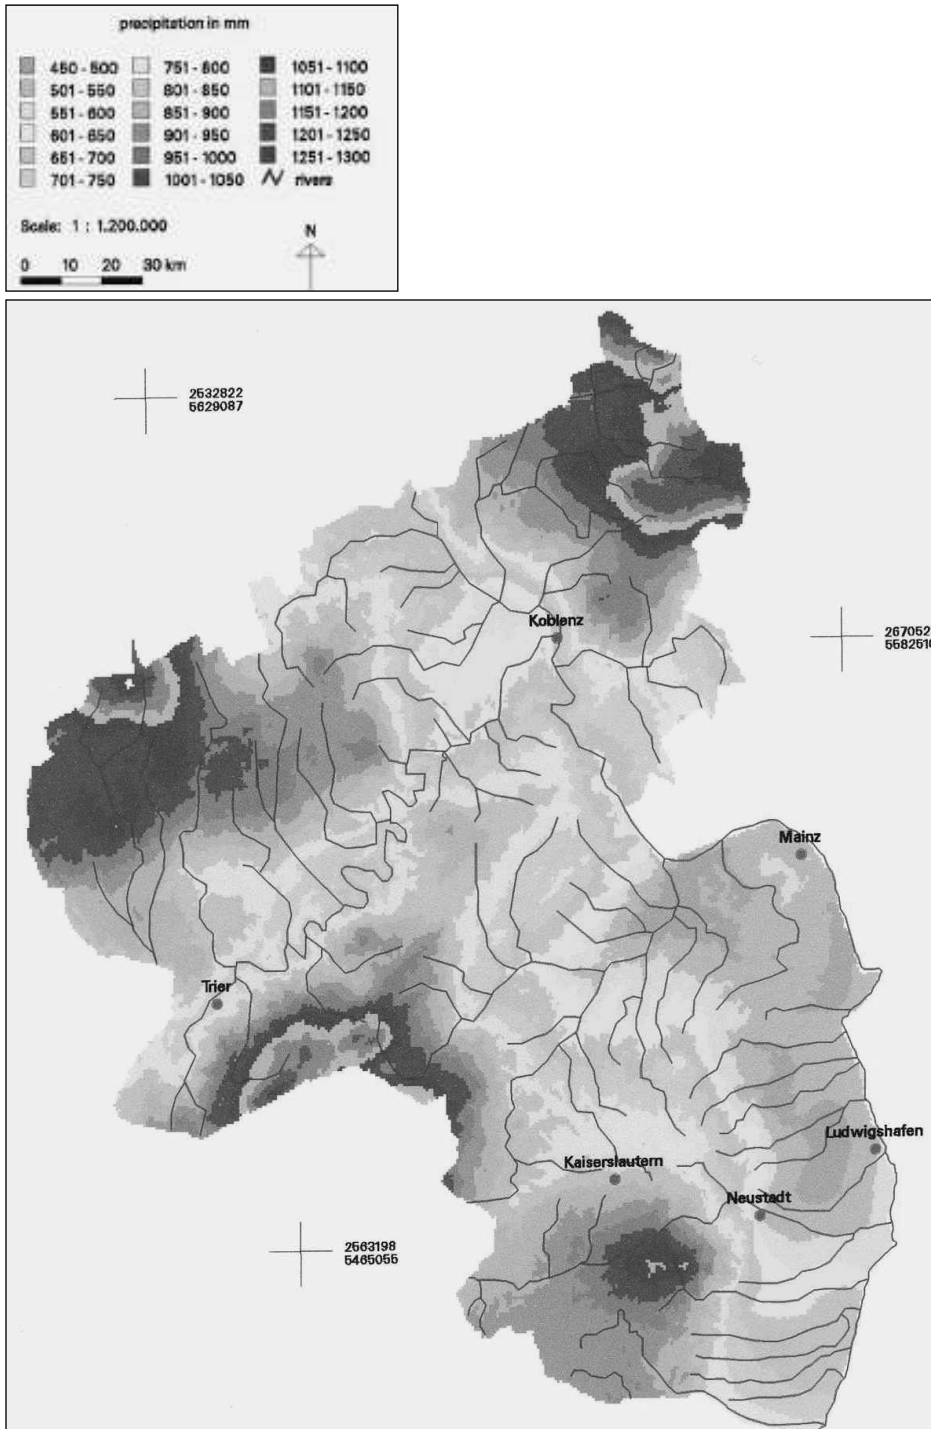 precipitation in mm
450 - 500 751 - 800 1051 - 1100
501 - 550 801 - 850 1101 - 1150
551 - 600 851 - 900 1151 - 1200
601 - 650 901 - 950 1201 - 1250
651 - 700 951 - 1000 1251 - 1300
701 - 750 1001 - 1050 rivers
Scale: 1 : 1.200.000
N
0 10 20 30 km
2532822
5629087
Koblenz
267052
5582510
Mainz
Trier
Ludwigshafen
Kaiserslautern
Neustadt
2563198
5465055